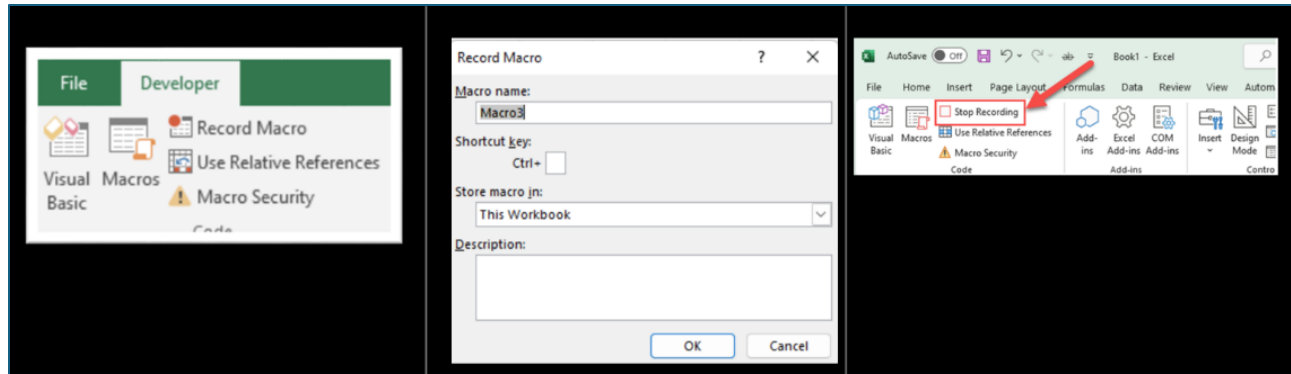 File Developer
Record Macro
Use Relative References
Macro Security
Visual Basic
Macros
Code
Record Macro ? ×
Macro name:
Macro3
Shortcut key:
Ctrl+
Store macro in:
This Workbook
Description:
OK Cancel
AutoSave Off ab Book1 - Excel
File Home Insert Page Layout Formulas Data Review View Autom
Stop Recording
Use Relative References
Macro Security
Visual Basic
Macros
Add-ins
Excel Add-ins
COM Add-ins
Insert
Design Mode
Code Add-ins Contro